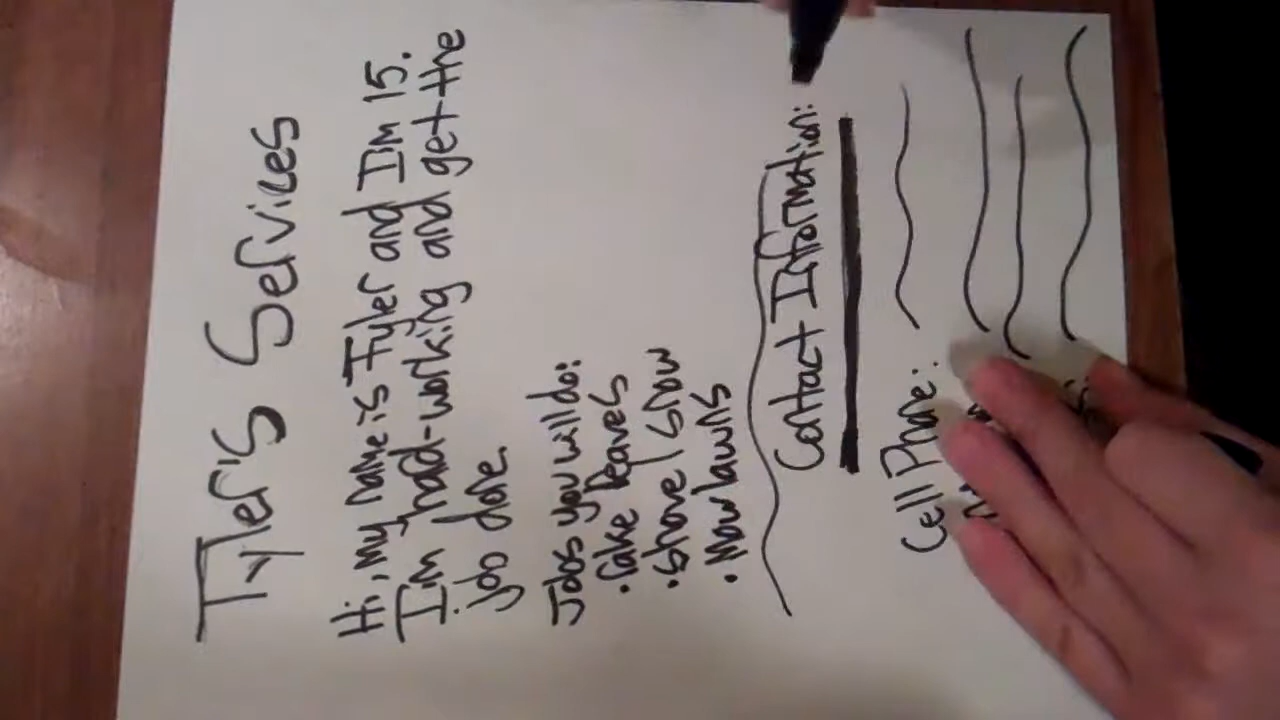 Tyler's Services
Hi, my name is Tyler and I'm 15.
I'm had-working and get the
job done.
Jobs you will do:
• rake leaves
• shovel snow
• Mow lawns
Contact Information:
Cell Phone: